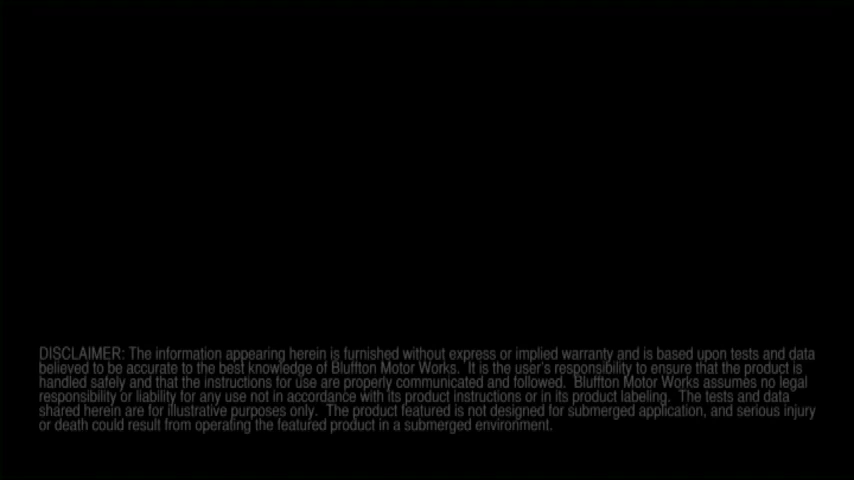 DISCLAIMER: The information appearing herein is furnished without express or implied warranty and is based upon tests and data
believed to be accurate to the best knowledge of Bluffton Motor Works.  It is the user's responsibility to ensure that the product is
handled safely and that the instructions for use are properly communicated and followed.  Bluffton Motor Works assumes no legal
responsibility or liability for any use not in accordance with its product instructions or in its product labeling.  The tests and data
shared herein are for illustrative purposes only.  The product featured is not designed for submerged application, and serious injury
or death could result from operating the featured product in a submerged environment.